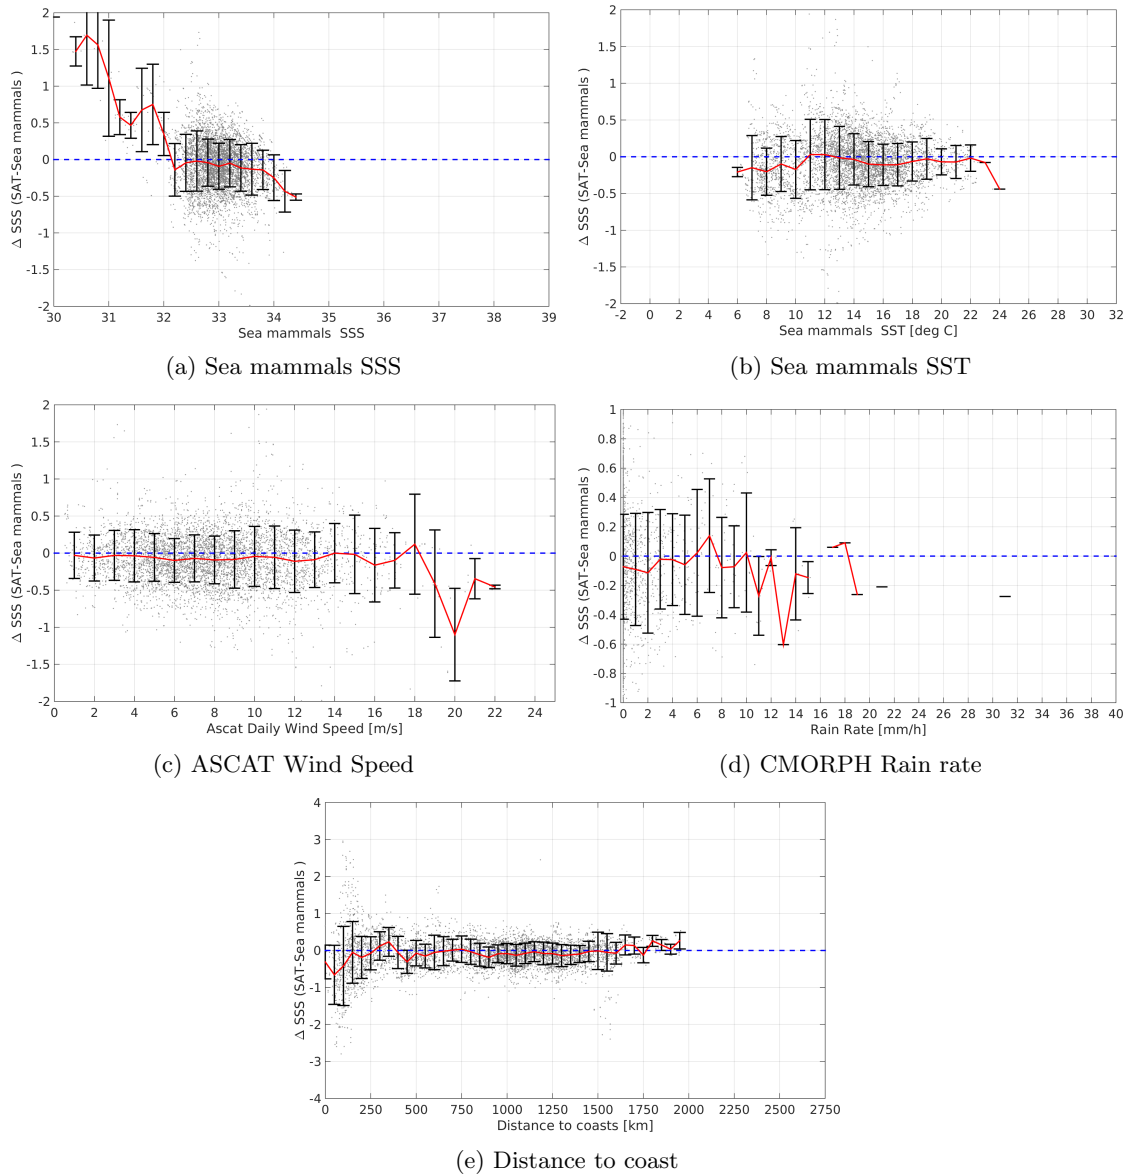 2
1.5
1
0.5
0
-0.5
-1
-1.5
-2
Δ SSS (SAT-Sea mammals )
30 31 32 33 34 35 36 37 38 39
Sea mammals SSS
(a) Sea mammals SSS
2
1.5
1
0.5
0
-0.5
-1
-1.5
-2
Δ SSS (SAT-Sea mammals )
-2 0 2 4 6 8 10 12 14 16 18 20 22 24 26 28 30 32
Sea mammals SST [deg C]
(b) Sea mammals SST
2
1.5
1
0.5
0
-0.5
-1
-1.5
-2
Δ SSS (SAT-Sea mammals )
0 2 4 6 8 10 12 14 16 18 20 22 24
Ascat Daily Wind Speed [m/s]
(c) ASCAT Wind Speed
1
0.8
0.6
0.4
0.2
0
-0.2
-0.4
-0.6
-0.8
-1
Δ SSS (SAT-Sea mammals )
0 2 4 6 8 10 12 14 16 18 20 22 24 26 28 30 32 34 36 38 40
Rain Rate [mm/h]
(d) CMORPH Rain rate
4
3
2
1
0
-1
-2
-3
-4
Δ SSS (SAT-Sea mammals )
0 250 500 750 1000 1250 1500 1750 2000 2250 2500 2750
Distance to coasts [km]
(e) Distance to coast